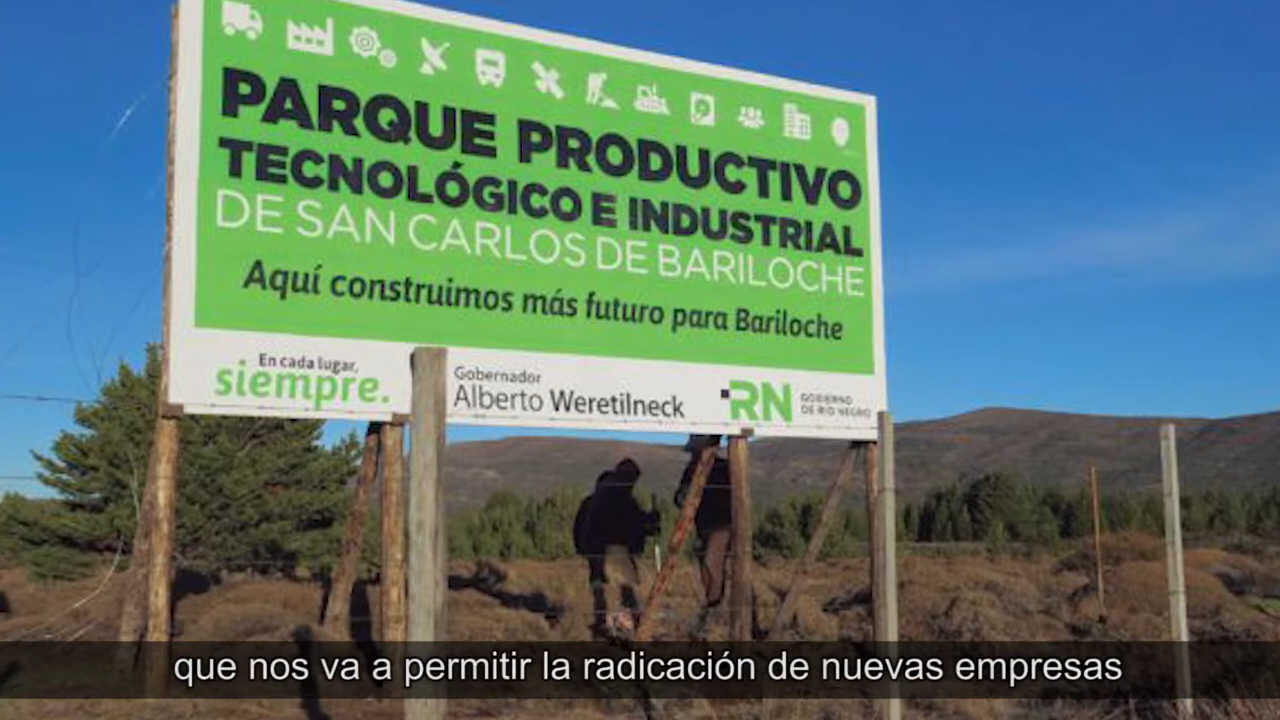 PARQUE PRODUCTIVO
TECNOLÓGICO E INDUSTRIAL
DE SAN CARLOS DE BARILOCHE
Aquí construimos más futuro para Bariloche
En cada lugar,
siempre.
Gobernador
Alberto Weretilneck
RN
GOBIERNO
DE RIO NEGRO
que nos va a permitir la radicación de nuevas empresas